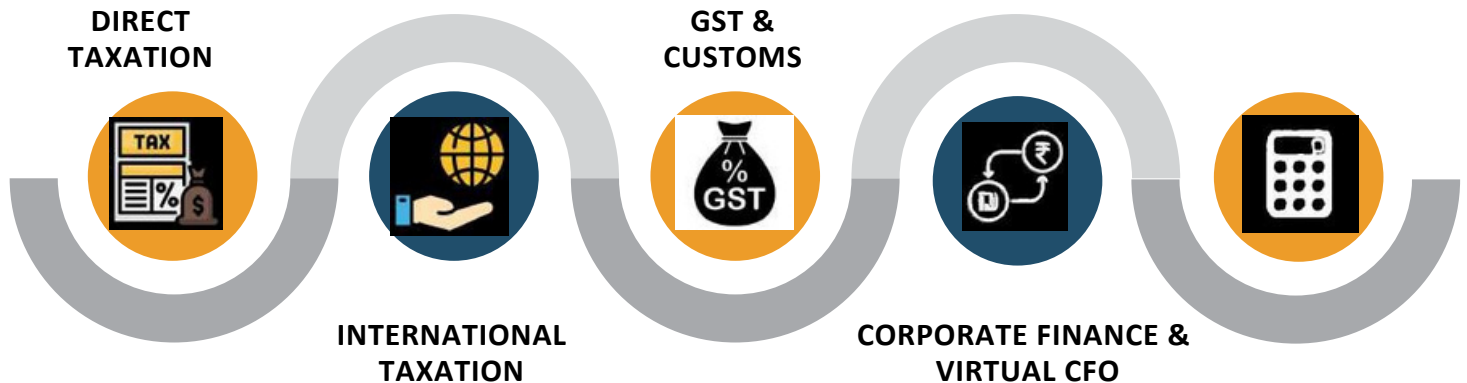 DIRECT
TAXATION
GST &
CUSTOMS
TAX
%
$
%
GST
₹
₪
INTERNATIONAL
TAXATION
CORPORATE FINANCE &
VIRTUAL CFO